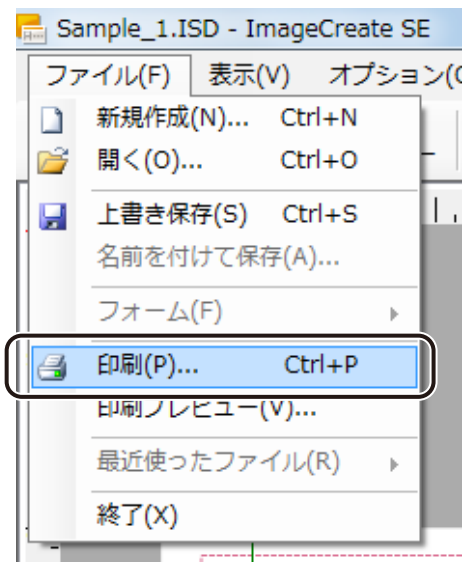 Sample_1.ISD - ImageCreate SE
ファイル(F) 表示(V) オプション(
新規作成(N)... Ctrl+N
開く(O)... Ctrl+O
上書き保存(S) Ctrl+S
名前を付けて保存(A)...
フォーム(F)
印刷(P)... Ctrl+P
印刷プレビュー(V)...
最近使ったファイル(R)
終了(X)